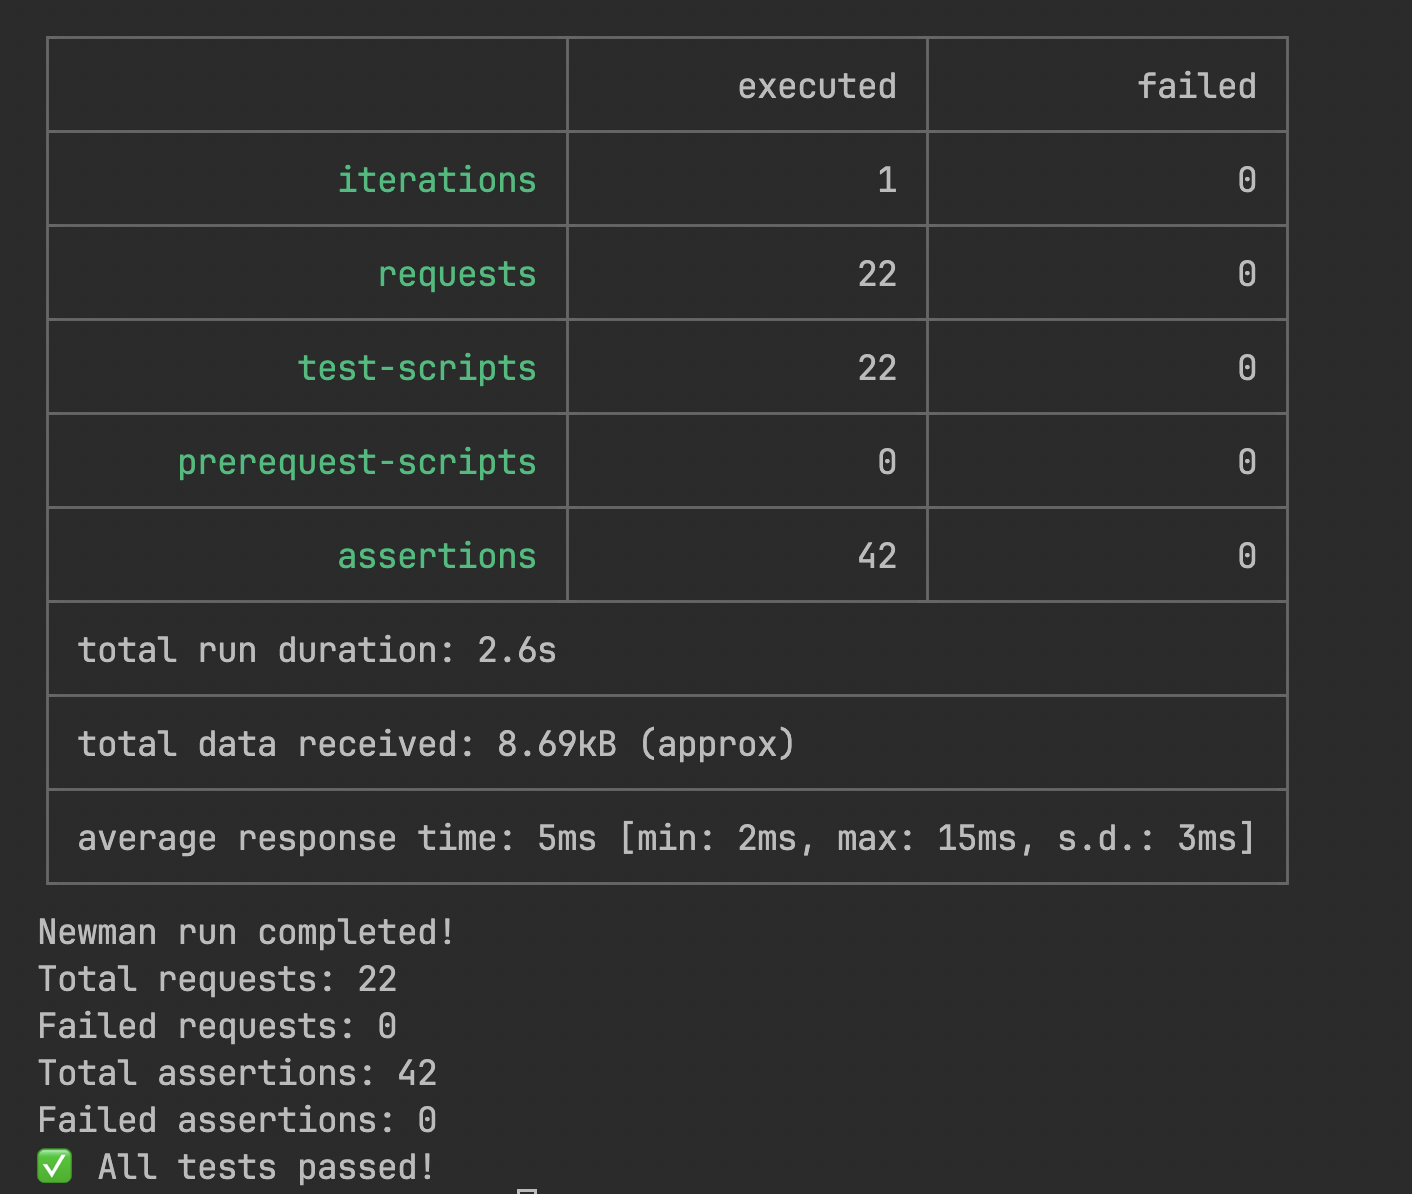 executed failed
iterations 1 0
requests 22 0
test-scripts 22 0
prerequest-scripts 0 0
assertions 42 0
total run duration: 2.6s
total data received: 8.69kB (approx)
average response time: 5ms [min: 2ms, max: 15ms, s.d.: 3ms]
Newman run completed!
Total requests: 22
Failed requests: 0
Total assertions: 42
Failed assertions: 0
✅ All tests passed!